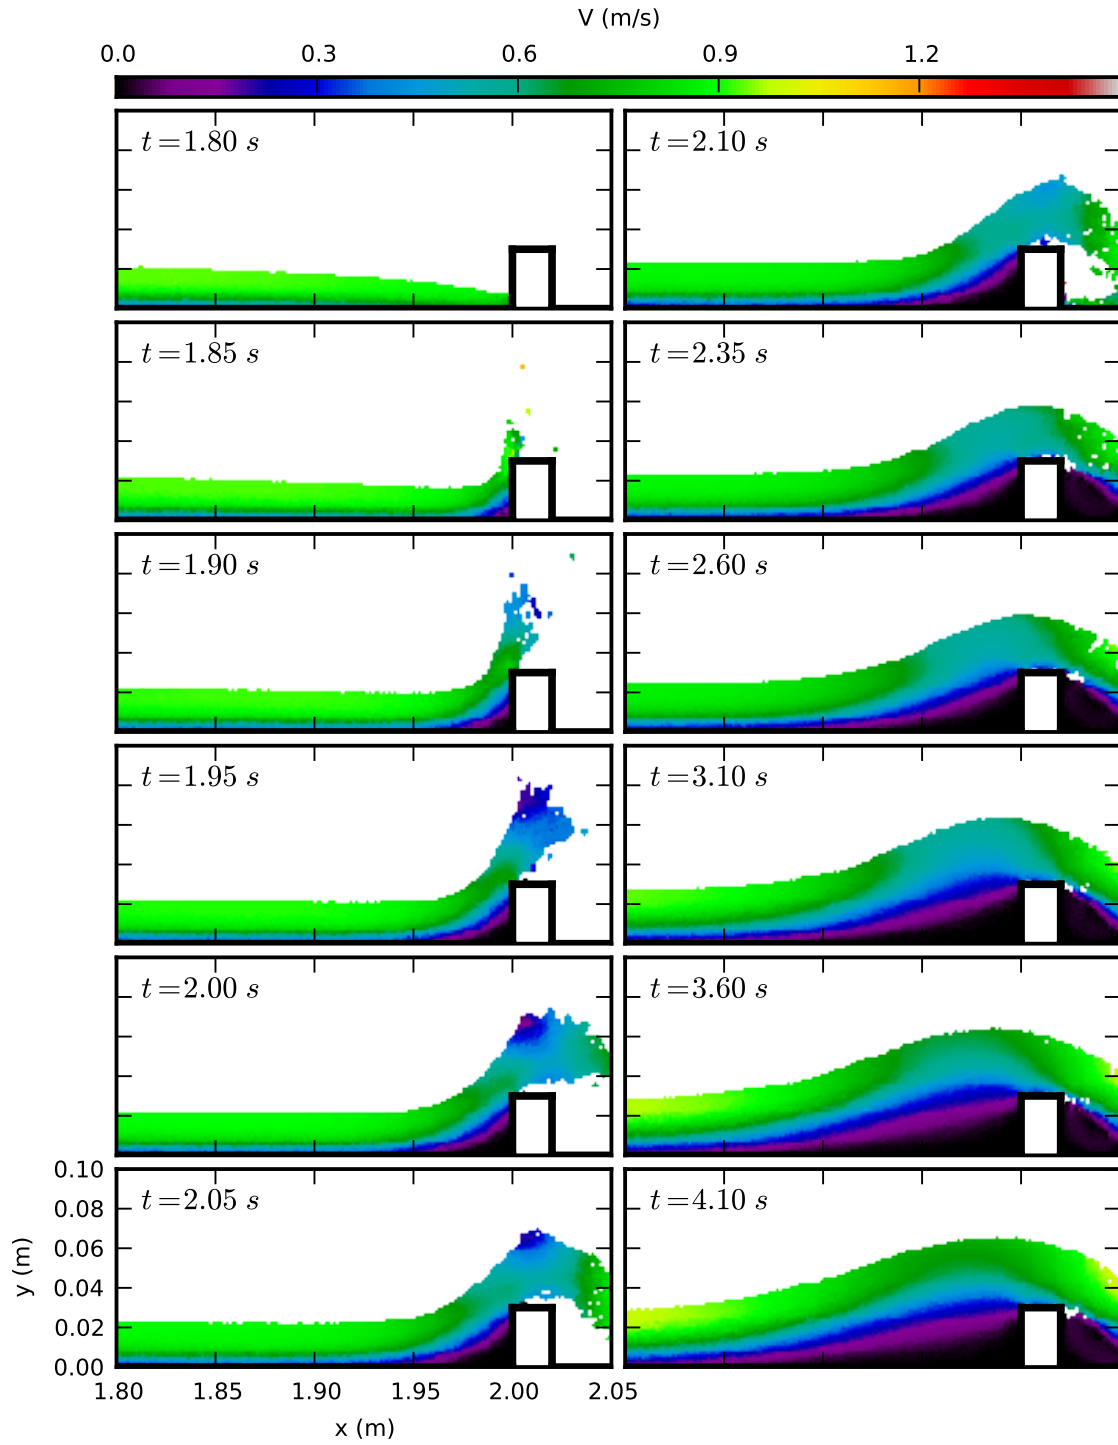 V (m/s)
0.0 0.3 0.6 0.9 1.2
t=1.80 s
t=2.10 s
t=1.85 s
t=2.35 s
t=1.90 s
t=2.60 s
t=1.95 s
t=3.10 s
t=2.00 s
t=3.60 s
t=2.05 s
t=4.10 s
0.10
0.08
0.06
0.04
0.02
0.00
y (m)
1.80 1.85 1.90 1.95 2.00 2.05
x (m)